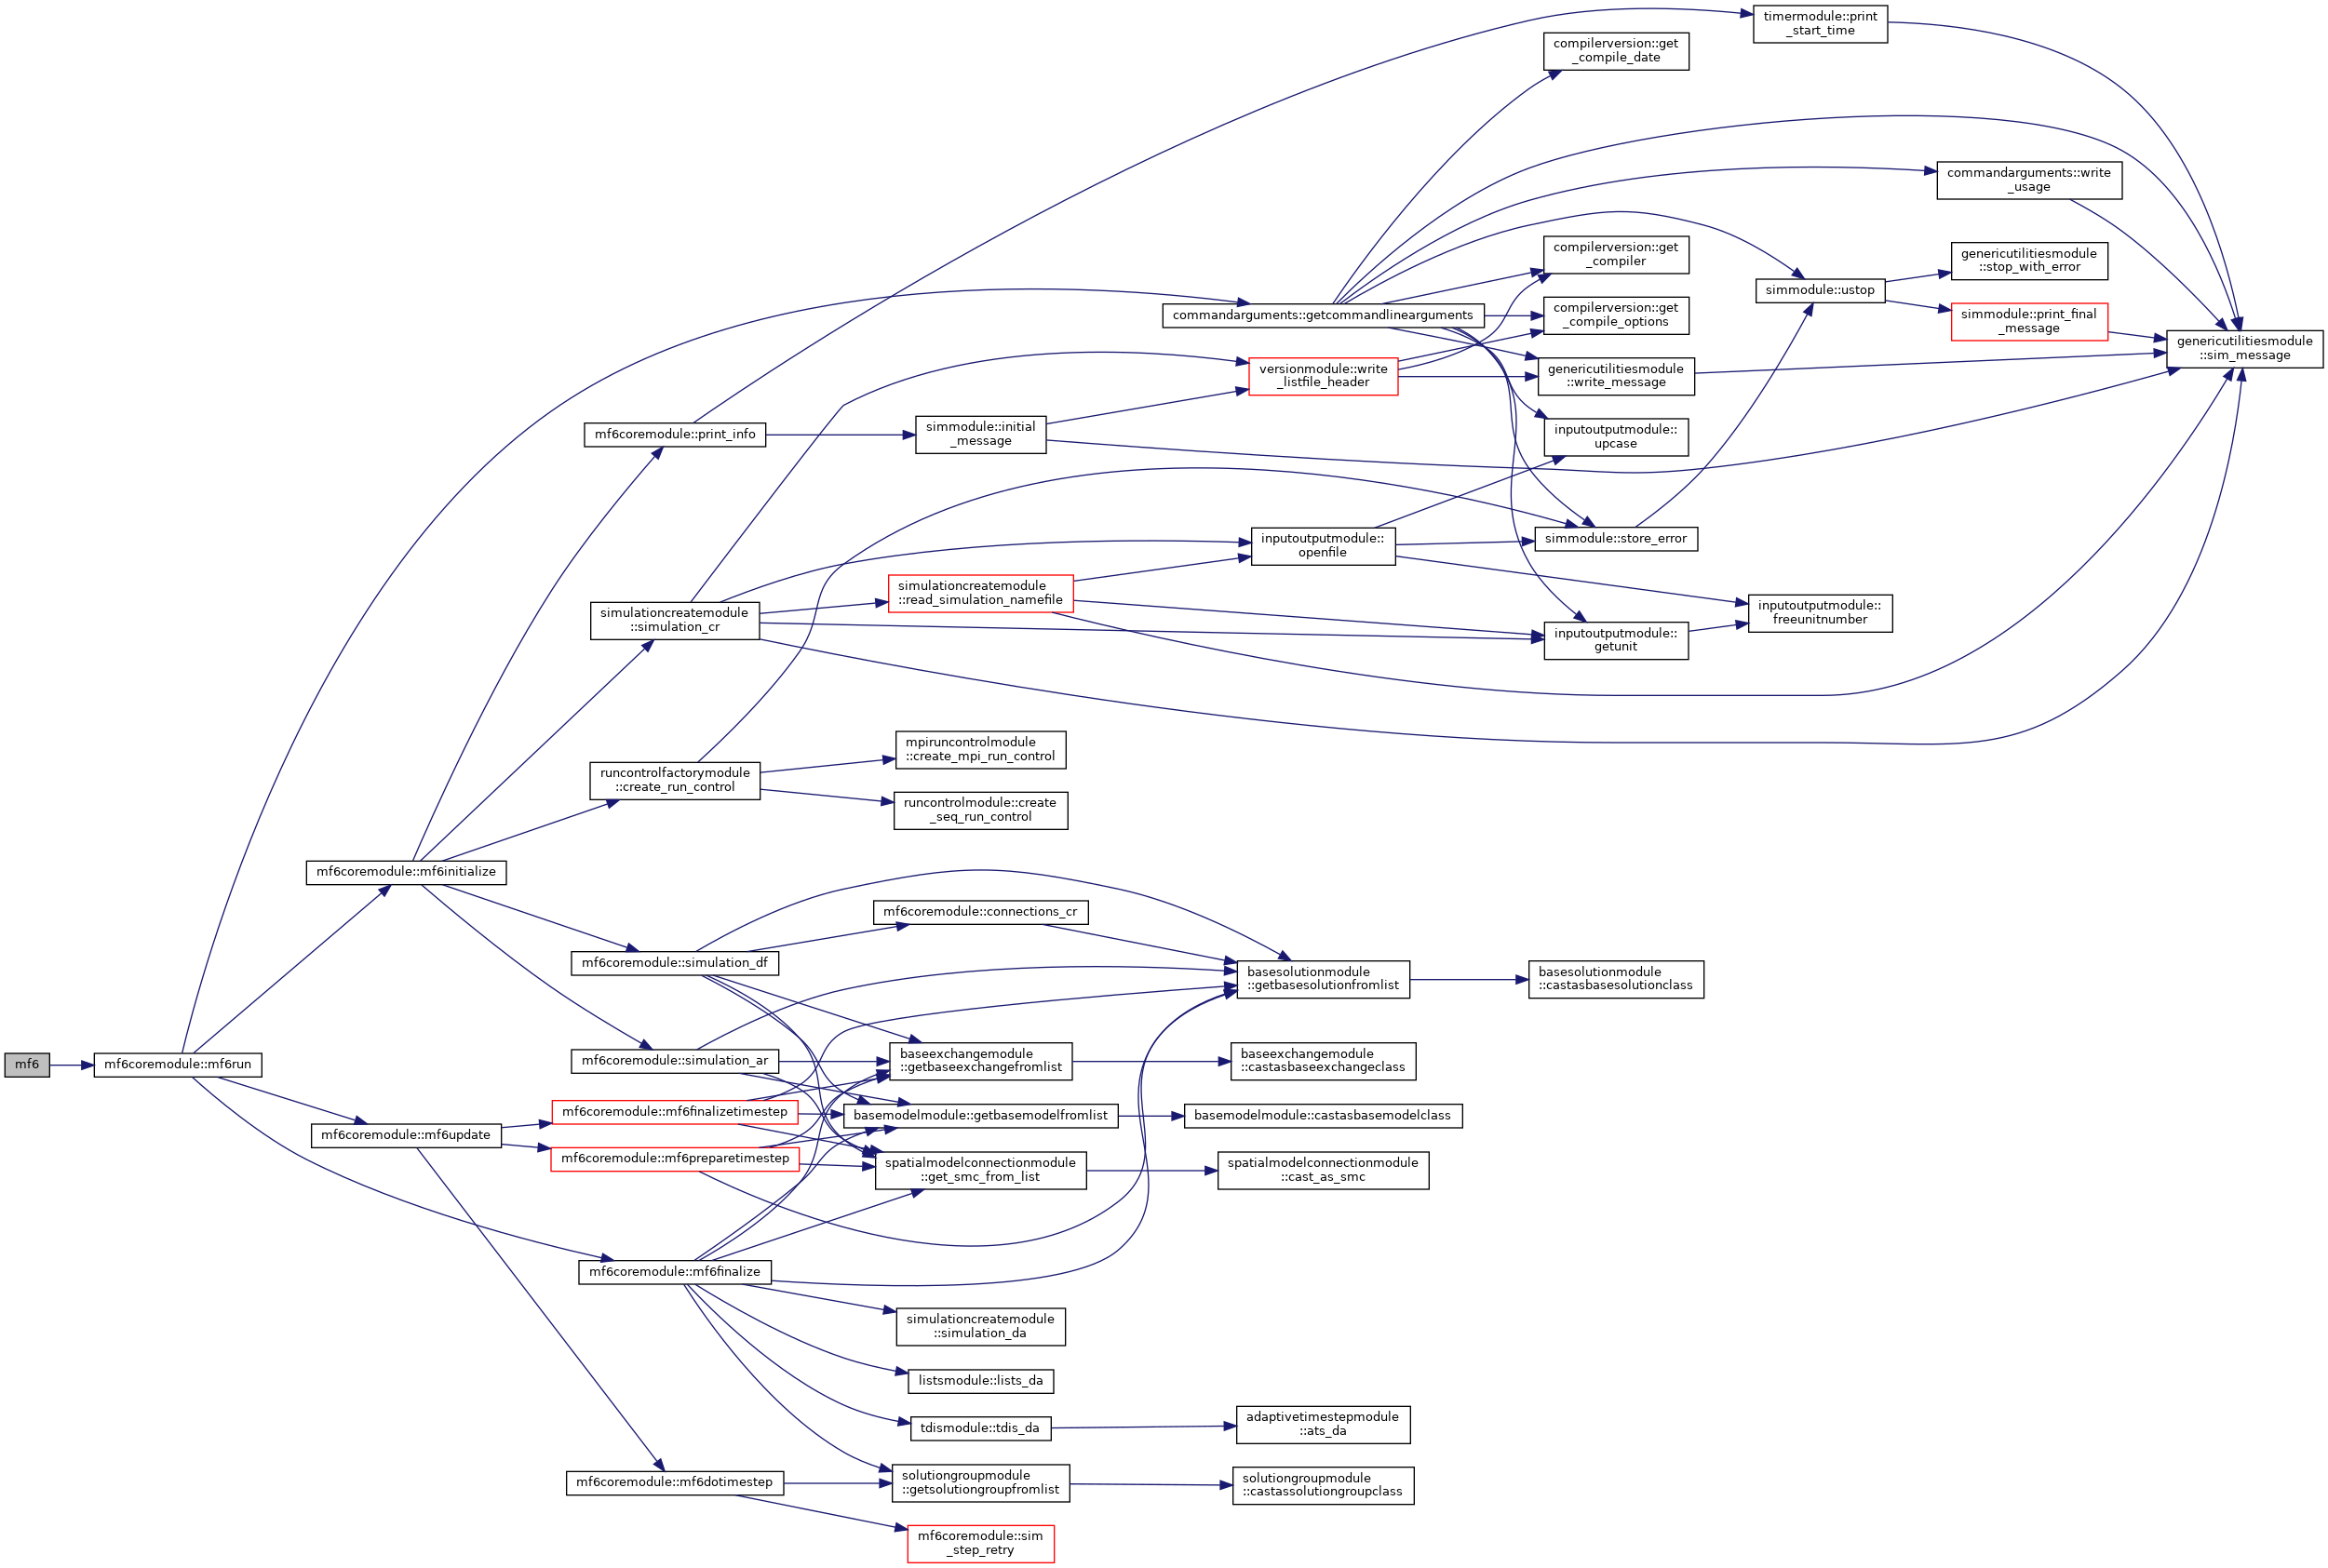 mf6
mf6coremodule::mf6run
mf6coremodule::mf6initialize
mf6coremodule::mf6update
mf6coremodule::print_info
simulationcreatemodule
::simulation_cr
runcontrolfactorymodule
::create_run_control
mf6coremodule::simulation_df
mf6coremodule::simulation_ar
mf6coremodule::mf6finalizetimestep
mf6coremodule::mf6preparetimestep
mf6coremodule::mf6finalize
mf6coremodule::mf6dotimestep
simmodule::initial
_message
simulationcreatemodule
::read_simulation_namefile
mpiruncontrolmodule
::create_mpi_run_control
runcontrolmodule::create
_seq_run_control
mf6coremodule::connections_cr
baseexchangemodule
::getbaseexchangefromlist
basemodelmodule::getbasemodelfromlist
spatialmodelconnectionmodule
::get_smc_from_list
simulationcreatemodule
::simulation_da
listsmodule::lists_da
tdismodule::tdis_da
solutiongroupmodule
::getsolutiongroupfromlist
mf6coremodule::sim
_step_retry
commandarguments::getcommandlinearguments
versionmodule::write
_listfile_header
inputoutputmodule::
openfile
basesolutionmodule
::getbasesolutionfromlist
baseexchangemodule
::castasbaseexchangeclass
basemodelmodule::castasbasemodelclass
spatialmodelconnectionmodule
::cast_as_smc
adaptivetimestepmodule
::ats_da
solutiongroupmodule
::castassolutiongroupclass
compilerversion::get
_compile_date
compilerversion::get
_compiler
compilerversion::get
_compile_options
genericutilitiesmodule
::write_message
inputoutputmodule::
upcase
simmodule::store_error
inputoutputmodule::
getunit
basesolutionmodule
::castasbasesolutionclass
timermodule::print
_start_time
simmodule::ustop
inputoutputmodule::
freeunitnumber
commandarguments::write
_usage
genericutilitiesmodule
::stop_with_error
simmodule::print_final
_message
genericutilitiesmodule
::sim_message